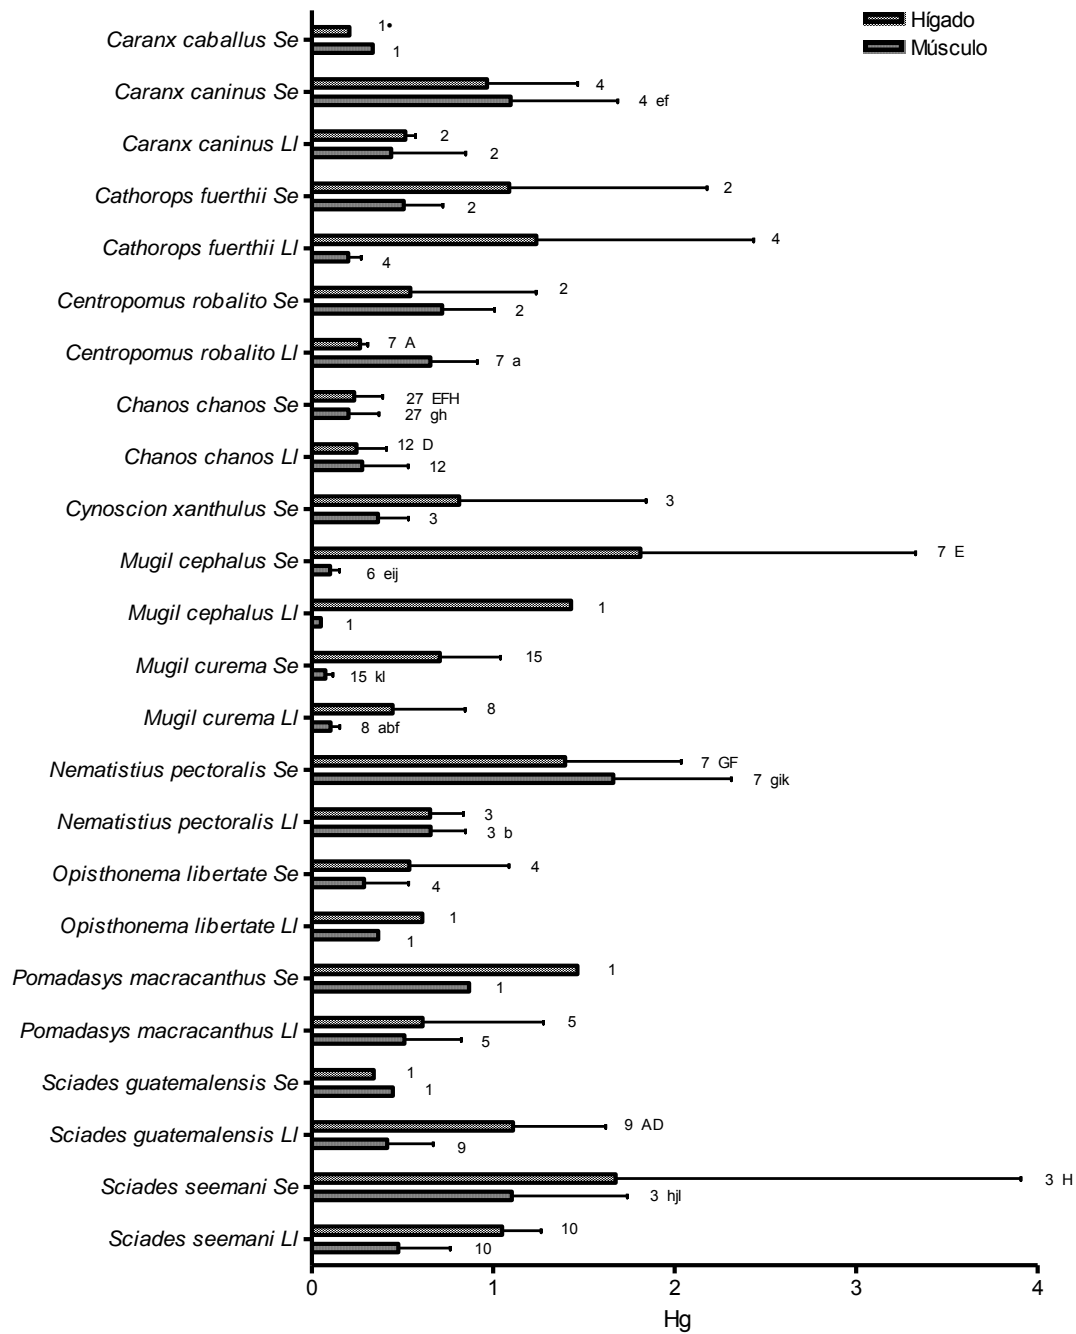 Hígado
Músculo
Caranx caballus Se
1•
1
Caranx caninus Se
4
4 ef
Caranx caninus Ll
2
2
Cathorops fuerthii Se
2
2
Cathorops fuerthii Ll
4
4
Centropomus robalito Se
2
2
Centropomus robalito Ll
7 A
7 a
Chanos chanos Se
27 EFH
27 gh
Chanos chanos Ll
12 D
12
Cynoscion xanthulus Se
3
3
Mugil cephalus Se
7 E
6 eij
Mugil cephalus Ll
1
1
Mugil curema Se
15
15 kl
Mugil curema Ll
8
8 abf
Nematistius pectoralis Se
7 GF
7 gik
Nematistius pectoralis Ll
3
3 b
Opisthonema libertate Se
4
4
Opisthonema libertate Ll
1
1
Pomadasys macracanthus Se
1
1
Pomadasys macracanthus Ll
5
5
Sciades guatemalensis Se
1
1
Sciades guatemalensis Ll
9 AD
9
Sciades seemani Se
3 H
3 hjl
Sciades seemani Ll
10
10
0 1 2 3 4
Hg